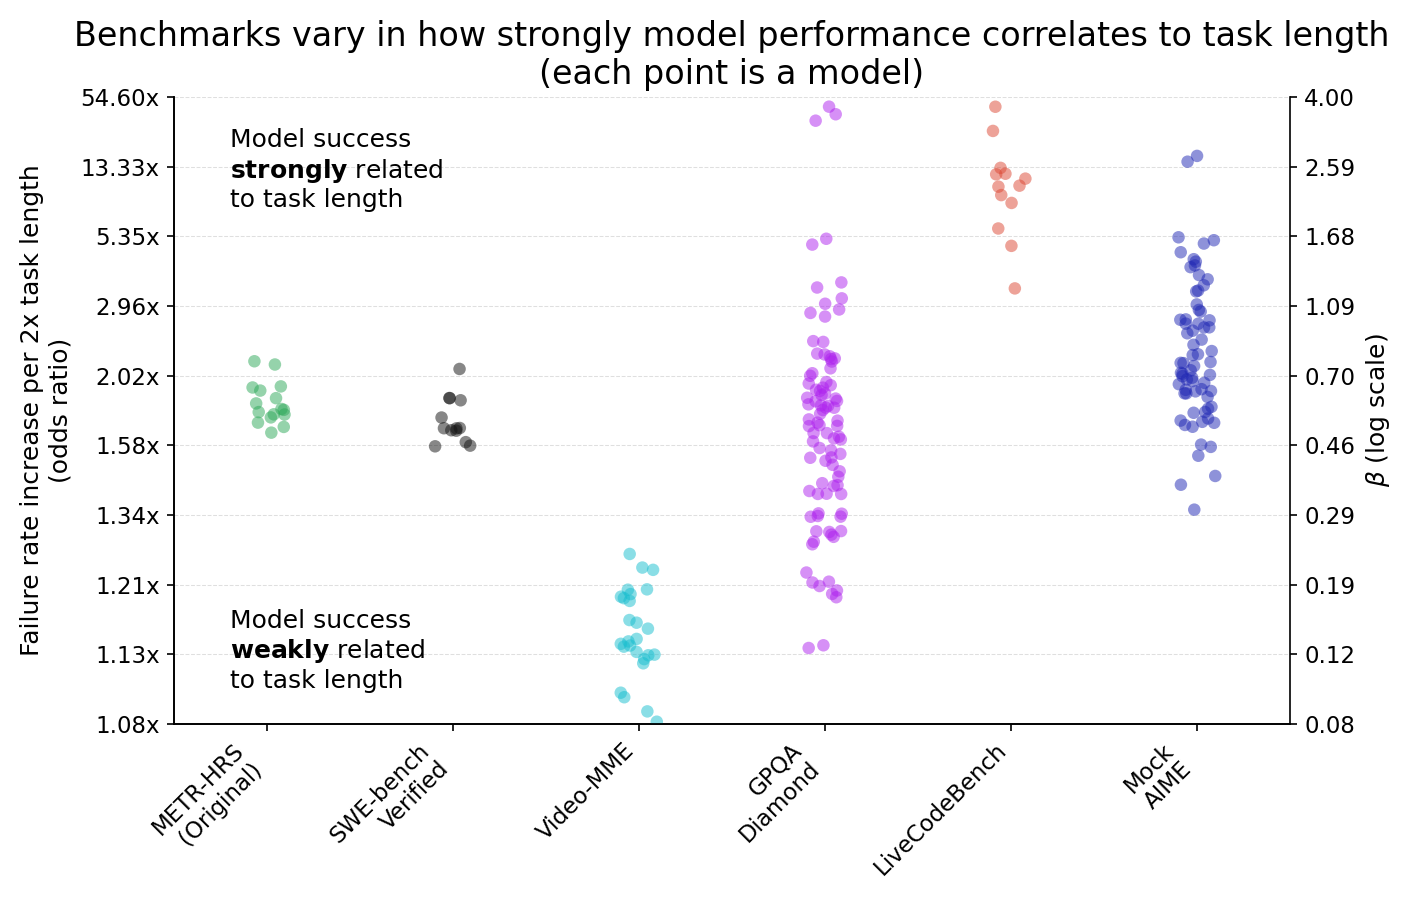 Benchmarks vary in how strongly model performance correlates to task length
(each point is a model)
Failure rate increase per 2x task length
(odds ratio)
54.60x
13.33x
5.35x
2.96x
2.02x
1.58x
1.34x
1.21x
1.13x
1.08x
Model success
strongly related
to task length
Model success
weakly related
to task length
4.00
2.59
1.68
1.09
0.70
0.46
0.29
0.19
0.12
0.08
β (log scale)
METR-HRS
(Original)
SWE-bench
Verified
Video-MME
GPQA
Diamond
LiveCodeBench
Mock
AIME